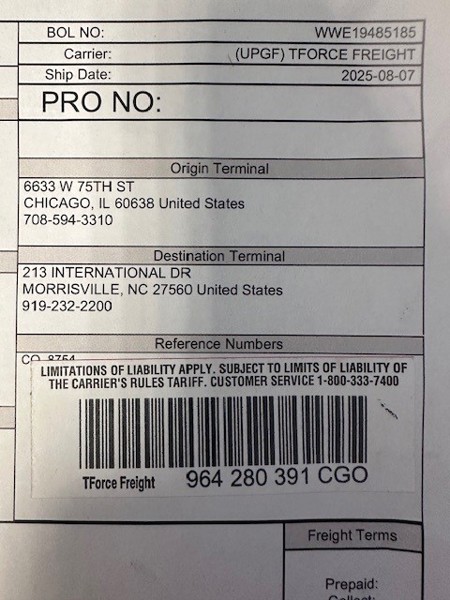 BOL NO: WWE19485185
Carrier: (UPGF) TFORCE FREIGHT
Ship Date: 2025-08-07
PRO NO:
Origin Terminal
6633 W 75TH ST
CHICAGO, IL 60638 United States
708-594-3310
Destination Terminal
213 INTERNATIONAL DR
MORRISVILLE, NC 27560 United States
919-232-2200
Reference Numbers
CO 8754
LIMITATIONS OF LIABILITY APPLY. SUBJECT TO LIMITS OF LIABILITY OF
THE CARRIER'S RULES TARIFF. CUSTOMER SERVICE 1-800-333-7400
TForce Freight 964 280 391 CGO
Freight Terms
Prepaid:
Collect: